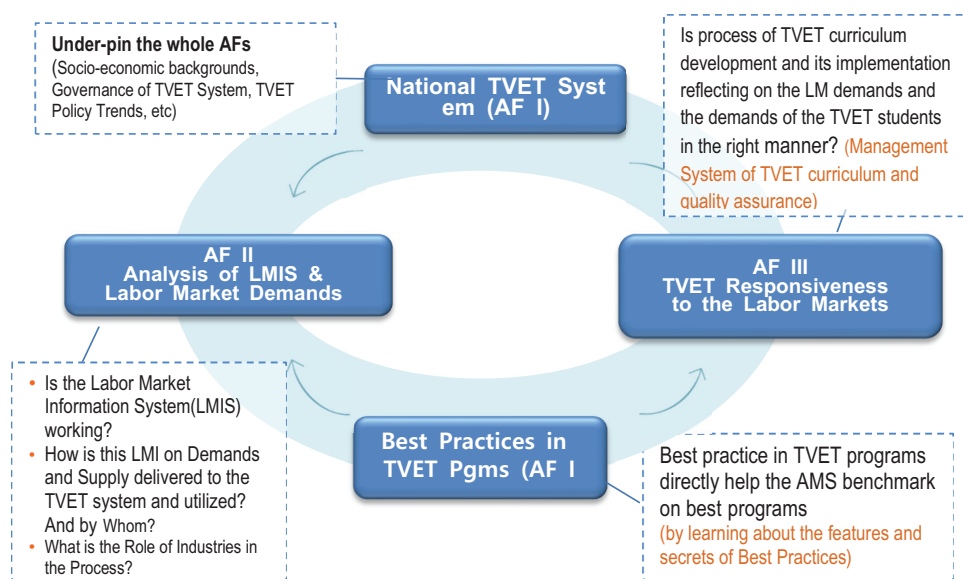 Under-pin the whole AFs
(Socio-economic backgrounds,
Governance of TVET System, TVET
Policy Trends, etc)
National TVET Syst
em (AF I)
Is process of TVET curriculum
development and its implementation
reflecting on the LM demands and
the demands of the TVET students
in the right manner? (Management
System of TVET curriculum and
quality assurance)
AF II
Analysis of LMIS &
Labor Market Demands
AF III
TVET Responsiveness
to the Labor Markets
• Is the Labor Market
Information System(LMIS)
working?
• How is this LMI on Demands
and Supply delivered to the
TVET system and utilized?
And by Whom?
• What is the Role of Industries in
the Process?
Best Practices in
TVET Pgms (AF I
Best practice in TVET programs
directly help the AMS benchmark
on best programs
(by learning about the features and
secrets of Best Practices)